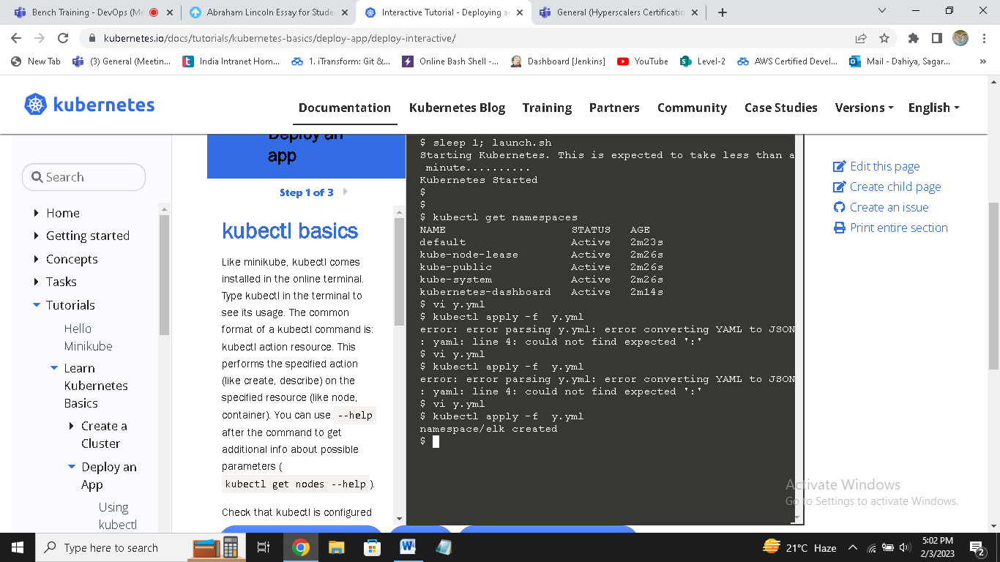 Bench Training - DevOps (Me
Abraham Lincoln Essay for Stude
Interactive Tutorial - Deploying a
General (Hyperscalers Certificatio
kubernetes.io/docs/tutorials/kubernetes-basics/deploy-app/deploy-interactive/
New Tab
(3) General (Meetin...
India Intranet Hom...
1. iTransform: Git &...
Online Bash Shell -...
Dashboard [Jenkins]
YouTube
Level-2
AWS Certified Devel...
Mail - Dahiya, Sagar...
»
kubernetes
Documentation
Kubernetes Blog
Training
Partners
Community
Case Studies
Versions
English
Search
Home
Getting started
Concepts
Tasks
Tutorials
Hello
Minikube
Learn
Kubernetes
Basics
Create a
Cluster
Deploy an
App
Using
kubectl
Deploy an
app
Step 1 of 3
kubectl basics
Like minikube, kubectl comes
installed in the online terminal.
Type kubectl in the terminal to
see its usage. The common
format of a kubectl command is:
kubectl action resource. This
performs the specified action
(like create, describe) on the
specified resource (like node,
container). You can use --help
after the command to get
additional info about possible
parameters (
kubectl get nodes --help ).
Check that kubectl is configured
$ sleep 1; launch.sh
Starting Kubernetes. This is expected to take less than a
minute..........
Kubernetes Started
$
$
$ kubectl get namespaces
NAME STATUS AGE
default Active 2m23s
kube-node-lease Active 2m26s
kube-public Active 2m26s
kube-system Active 2m26s
kubernetes-dashboard Active 2m14s
$ vi y.yml
$ kubectl apply -f  y.yml
error: error parsing y.yml: error converting YAML to JSON
: yaml: line 4: could not find expected ':'
$ vi y.yml
$ kubectl apply -f  y.yml
error: error parsing y.yml: error converting YAML to JSON
: yaml: line 4: could not find expected ':'
$ vi y.yml
$ kubectl apply -f  y.yml
namespace/elk created
$
Edit this page
Create child page
Create an issue
Print entire section
Activate Windows
Go to Settings to activate Windows.
Type here to search
21°C Haze
5:02 PM
2/3/2023
2